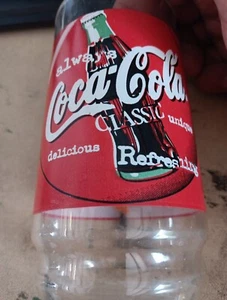 always
Coca-Cola
CLASSIC unique
delicious
Refreshing